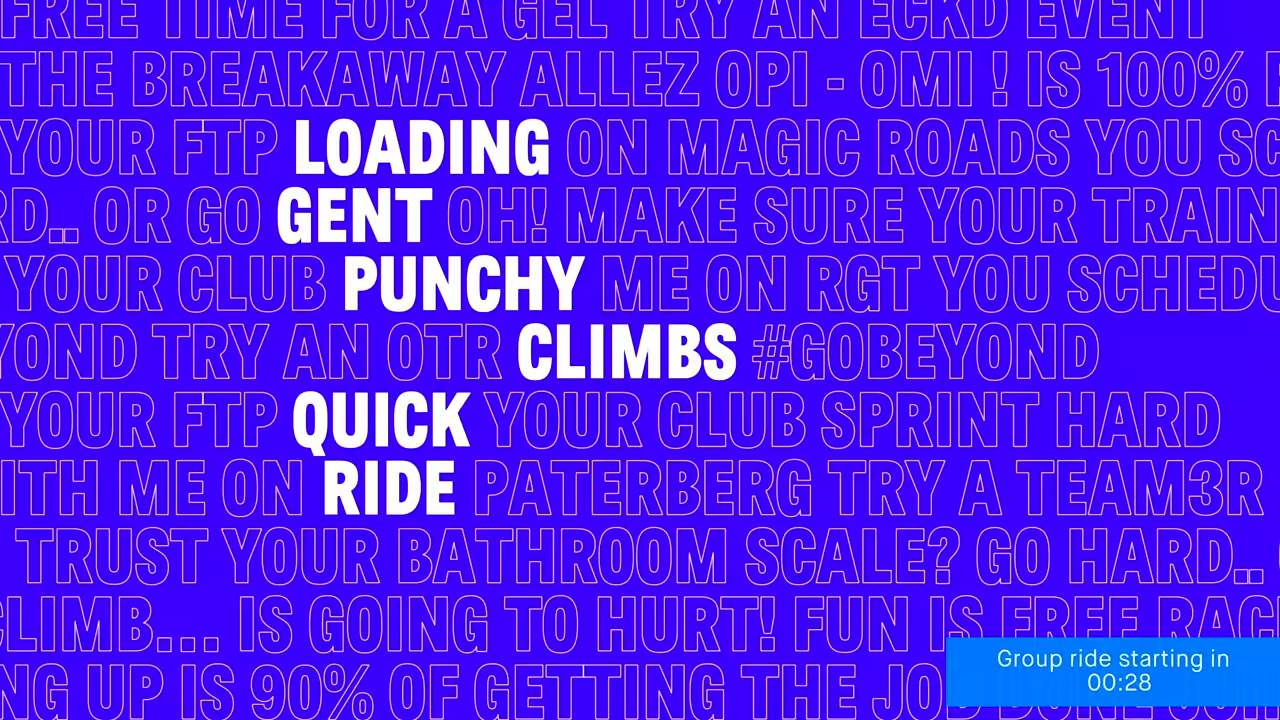 FREE TIME FOR A GEL TRY AN ECKD EVENT
THE BREAKAWAY ALLEZ OPI - OMI ! IS 100%
YOUR FTP LOADING ON MAGIC ROADS YOU SC
RD.. OR GO GENT OH! MAKE SURE YOUR TRAIN
YOUR CLUB PUNCHY ME ON RGT YOU SCHEDU
YOND TRY AN OTR CLIMBS #GOBEYOND
YOUR FTP QUICK YOUR CLUB SPRINT HARD
ITH ME ON RIDE PATERBERG TRY A TEAM3R
TRUST YOUR BATHROOM SCALE? GO HARD..
CLIMB... IS GOING TO HURT! FUN IS FREE RAC
NG UP IS 90% OF GETTING THE JOB DONE
Group ride starting in
00:28